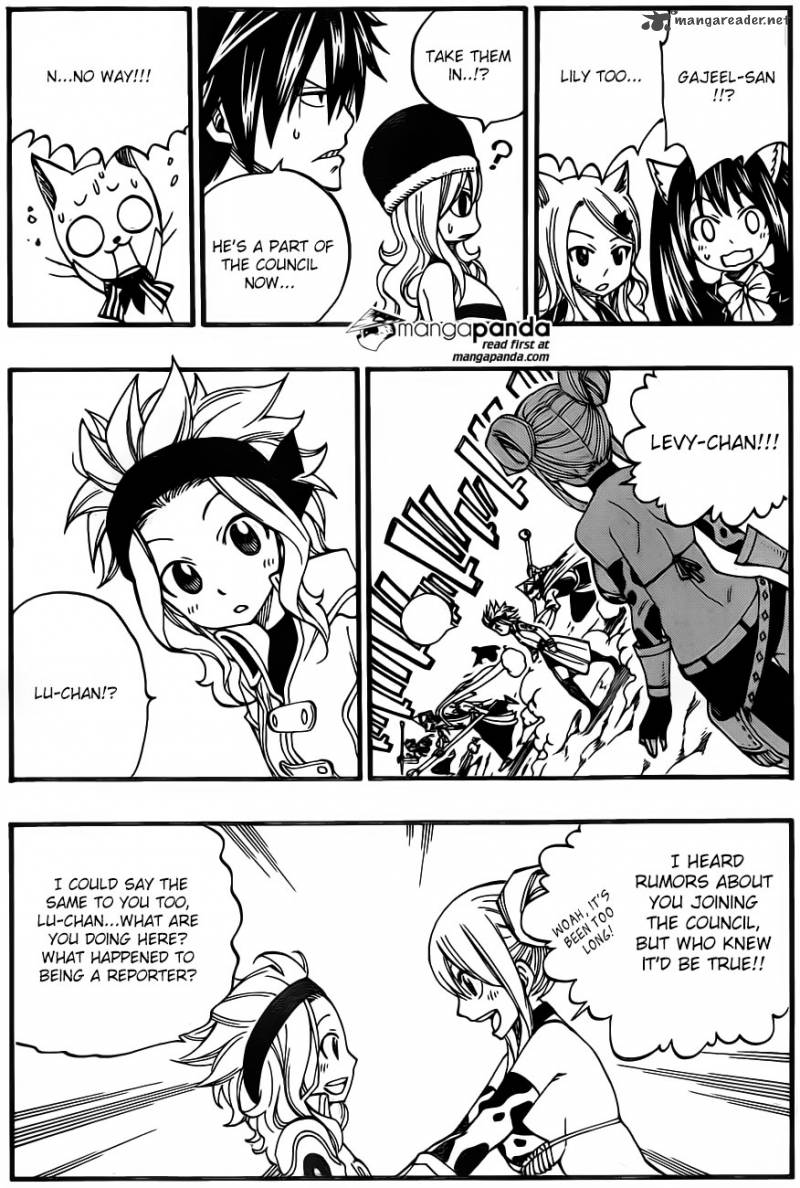 mangareader.net
GAJEEL-SAN
!!?
LILY TOO...
TAKE THEM
IN..!?
?
HE'S A PART OF
THE COUNCIL
NOW...
N...NO WAY!!!
mangapanda
read first at
mangapanda.com
LEVY-CHAN!!!
LU-CHAN!?
I HEARD
RUMORS ABOUT
YOU JOINING
THE COUNCIL,
BUT WHO KNEW
IT'D BE TRUE!!
WOAH, IT'S
BEEN TOO
LONG!
I COULD SAY THE
SAME TO YOU TOO,
LU-CHAN...WHAT ARE
YOU DOING HERE?
WHAT HAPPENED TO
BEING A REPORTER?